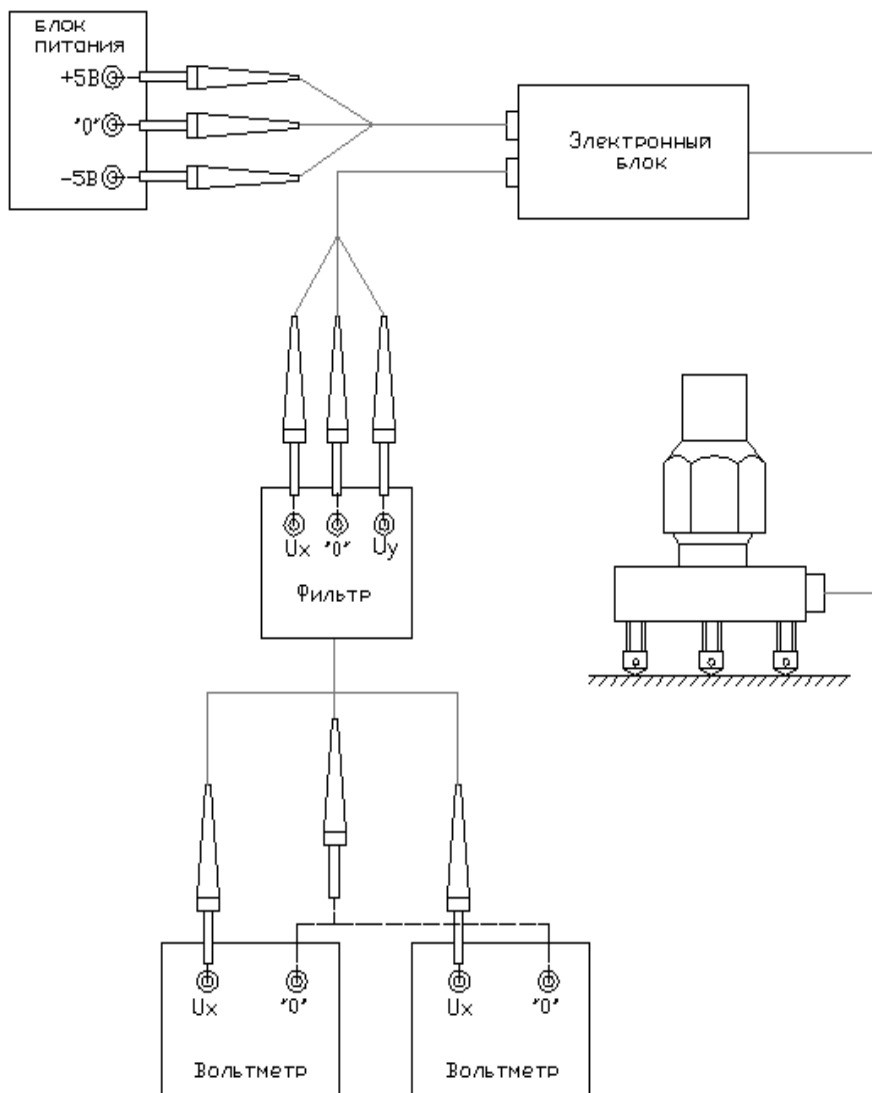 БЛОК
ПИТАНИЯ
+5В
"0"
-5В
Электронный
БЛОК
Ux "0" Uy
Фильтр
Ux "0"
Вольтметр
Ux "0"
Вольтметр